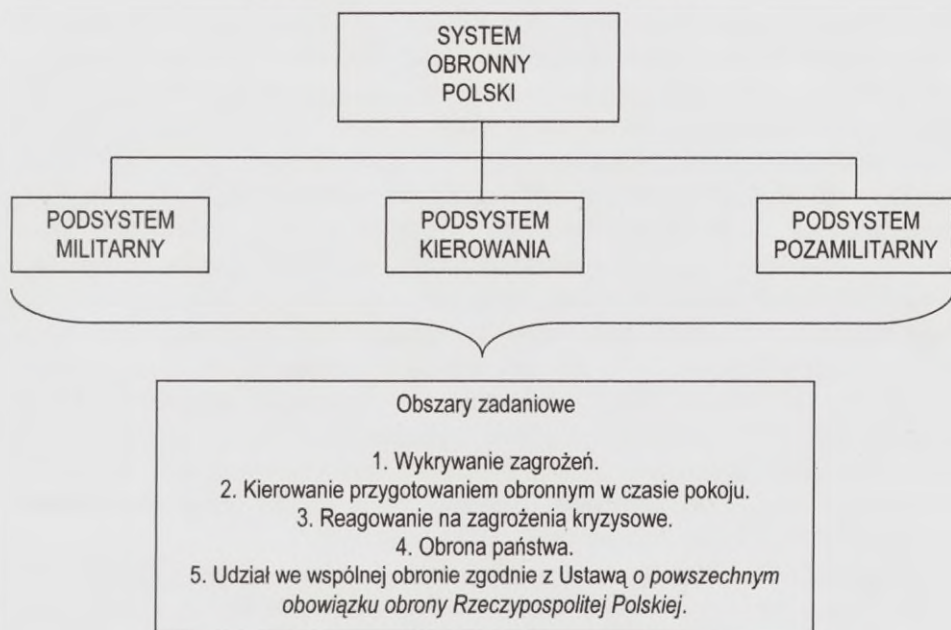 SYSTEM
OBRONNY
POLSKI
PODSYSTEM
MILITARNY
PODSYSTEM
KIEROWANIA
PODSYSTEM
POZAMILITARNY
Obszary zadaniowe
1. Wykrywanie zagrożeń.
2. Kierowanie przygotowaniem obronnym w czasie pokoju.
3. Reagowanie na zagrożenia kryzysowe.
4. Obrona państwa.
5. Udział we wspólnej obronie zgodnie z Ustawą o powszechnym
obowiązku obrony Rzeczypospolitej Polskiej.